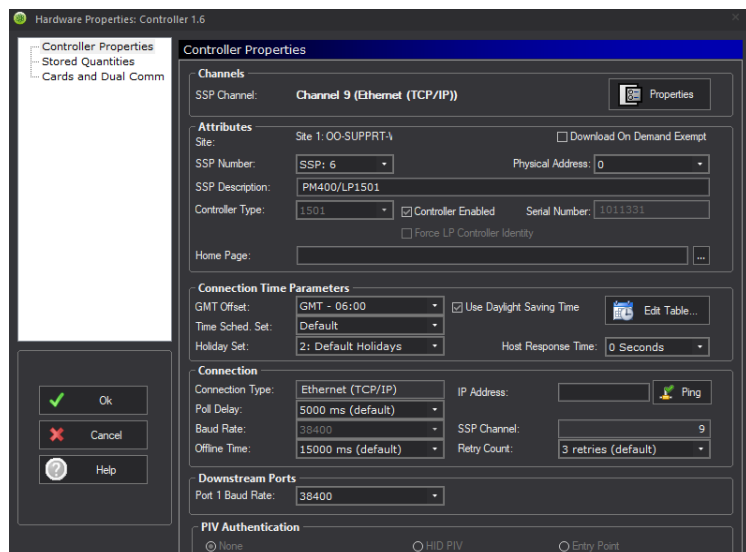 Hardware Properties: Controller 1.6
Controller Properties
Stored Quantities
Cards and Dual Comm
Controller Properties
Channels
SSP Channel: Channel 9 (Ethernet (TCP/IP)) Properties
Attributes
Site: Site 1: OO-SUPPRT-V Download On Demand Exempt
SSP Number: SSP: 6 Physical Address: 0
SSP Description: PM400/LP1501
Controller Type: 1501 Controller Enabled Serial Number: 1011331
Force LP Controller Identity
Home Page: ...
Connection Time Parameters
GMT Offset: GMT - 06:00 Use Daylight Saving Time Edit Table...
Time Sched. Set: Default
Holiday Set: 2: Default Holidays Host Response Time: 0 Seconds
Connection
Connection Type: Ethernet (TCP/IP) IP Address: Ping
Poll Delay: 5000 ms (default)
Baud Rate: 38400 SSP Channel: 9
Offline Time: 15000 ms (default) Retry Count: 3 retries (default)
Downstream Ports
Port 1 Baud Rate: 38400
PIV Authentication
None HID PIV Entry Point
Ok
Cancel
Help